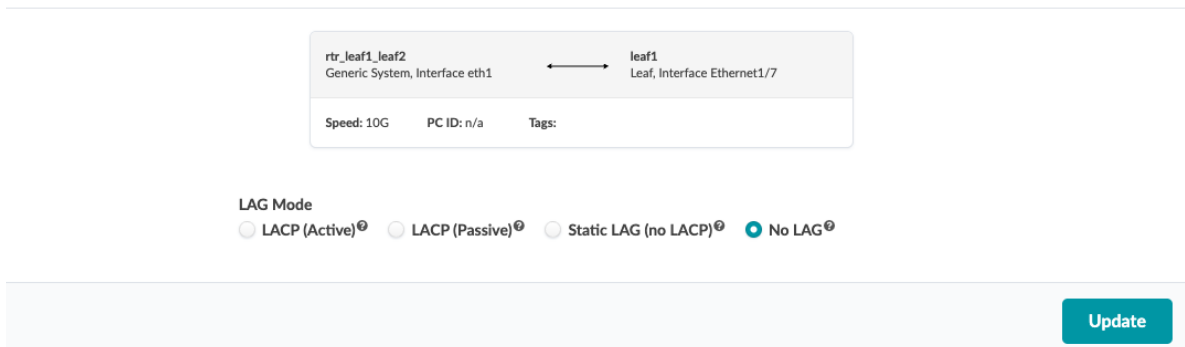 rtr_leaf1_leaf2
Generic System, Interface eth1
leaf1
Leaf, Interface Ethernet1/7
Speed: 10G PC ID: n/a Tags:
LAG Mode
LACP (Active) ? LACP (Passive) ? Static LAG (no LACP) ? No LAG ?
Update